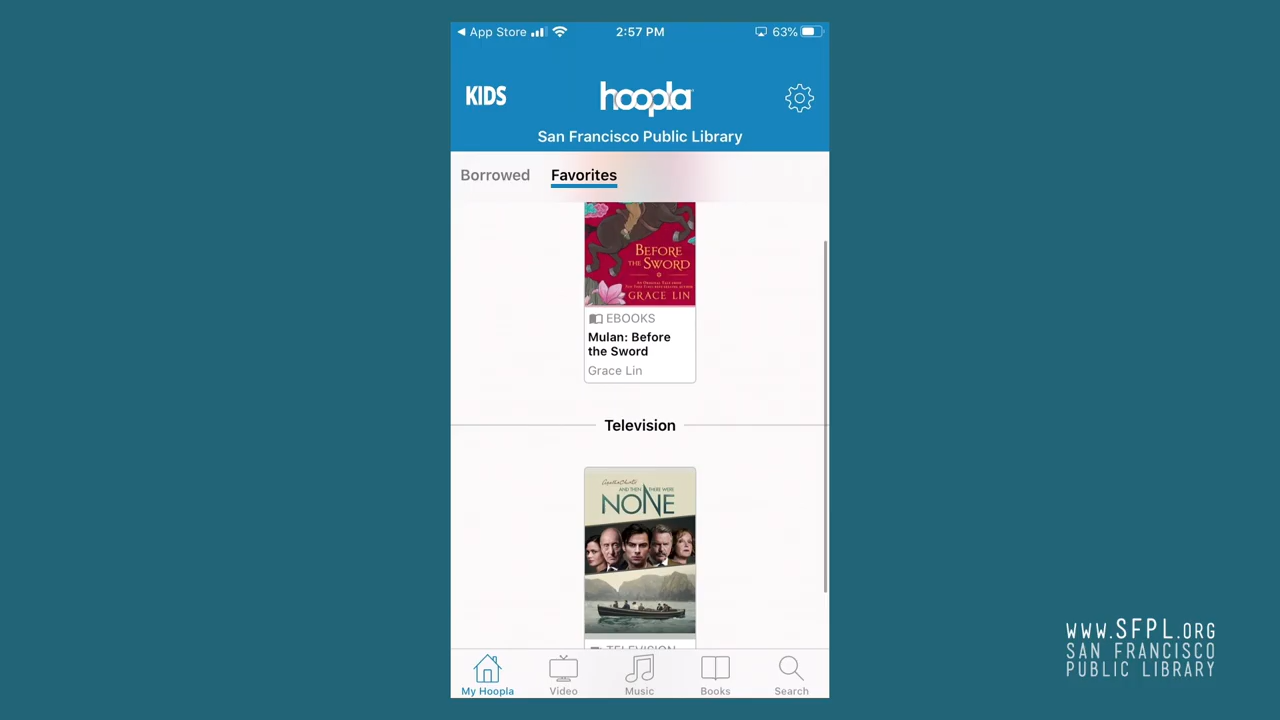 App Store
2:57 PM
63%
KIDS
hoopla
San Francisco Public Library
Borrowed
Favorites
BEFORE
THE SWORD
GRACE LIN
EBOOKS
Mulan: Before
the Sword
Grace Lin
Television
Agatha Christie
AND THEN THERE WERE
NONE
TELEVISION
My Hoopla
Video
Music
Books
Search
WWW.SFPL.ORG
SAN FRANCISCO
PUBLIC LIBRARY